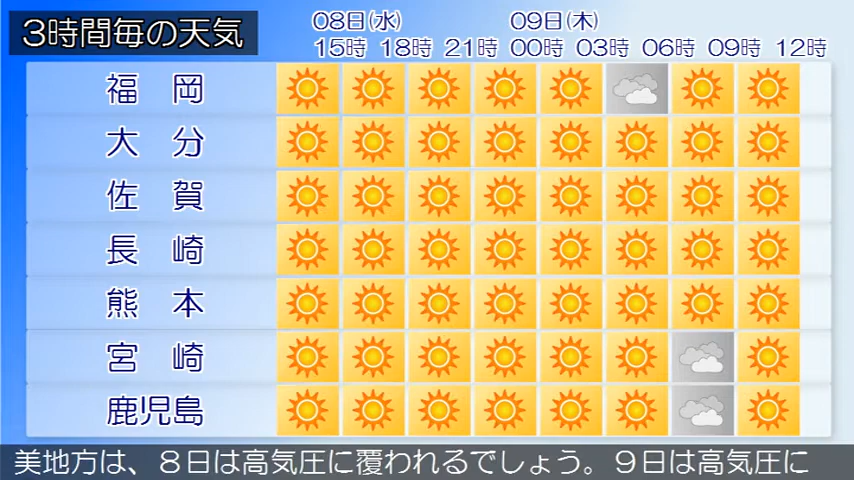 3時間毎の天気
08日(水) 09日(木)
15時 18時 21時 00時 03時 06時 09時 12時
福岡
大分
佐賀
長崎
熊本
宮崎
鹿児島
美地方は、８日は高気圧に覆われるでしょう。９日は高気圧に